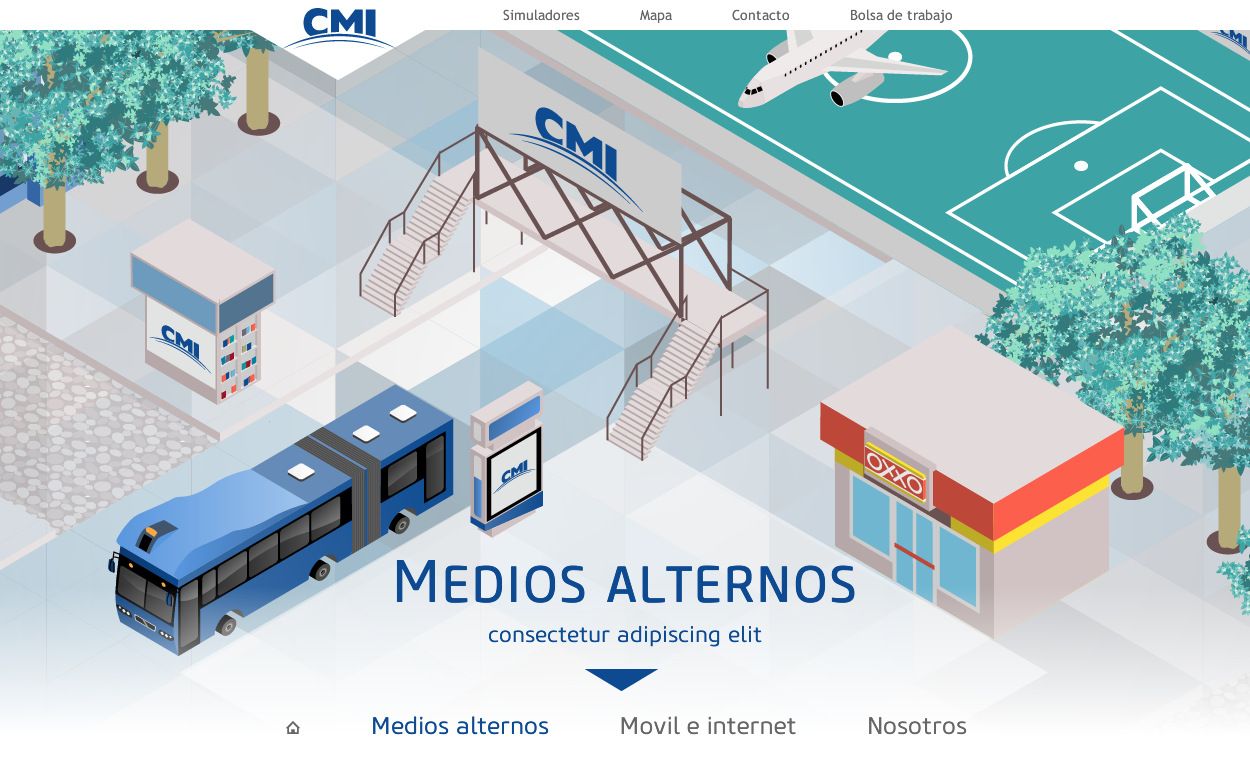 CMI
Simuladores
Mapa
Contacto
Bolsa de trabajo
CMI
CMI
CMI
CMI
OXXO
MEDIOS ALTERNOS
consectetur adipiscing elit
Medios alternos
Movil e internet
Nosotros